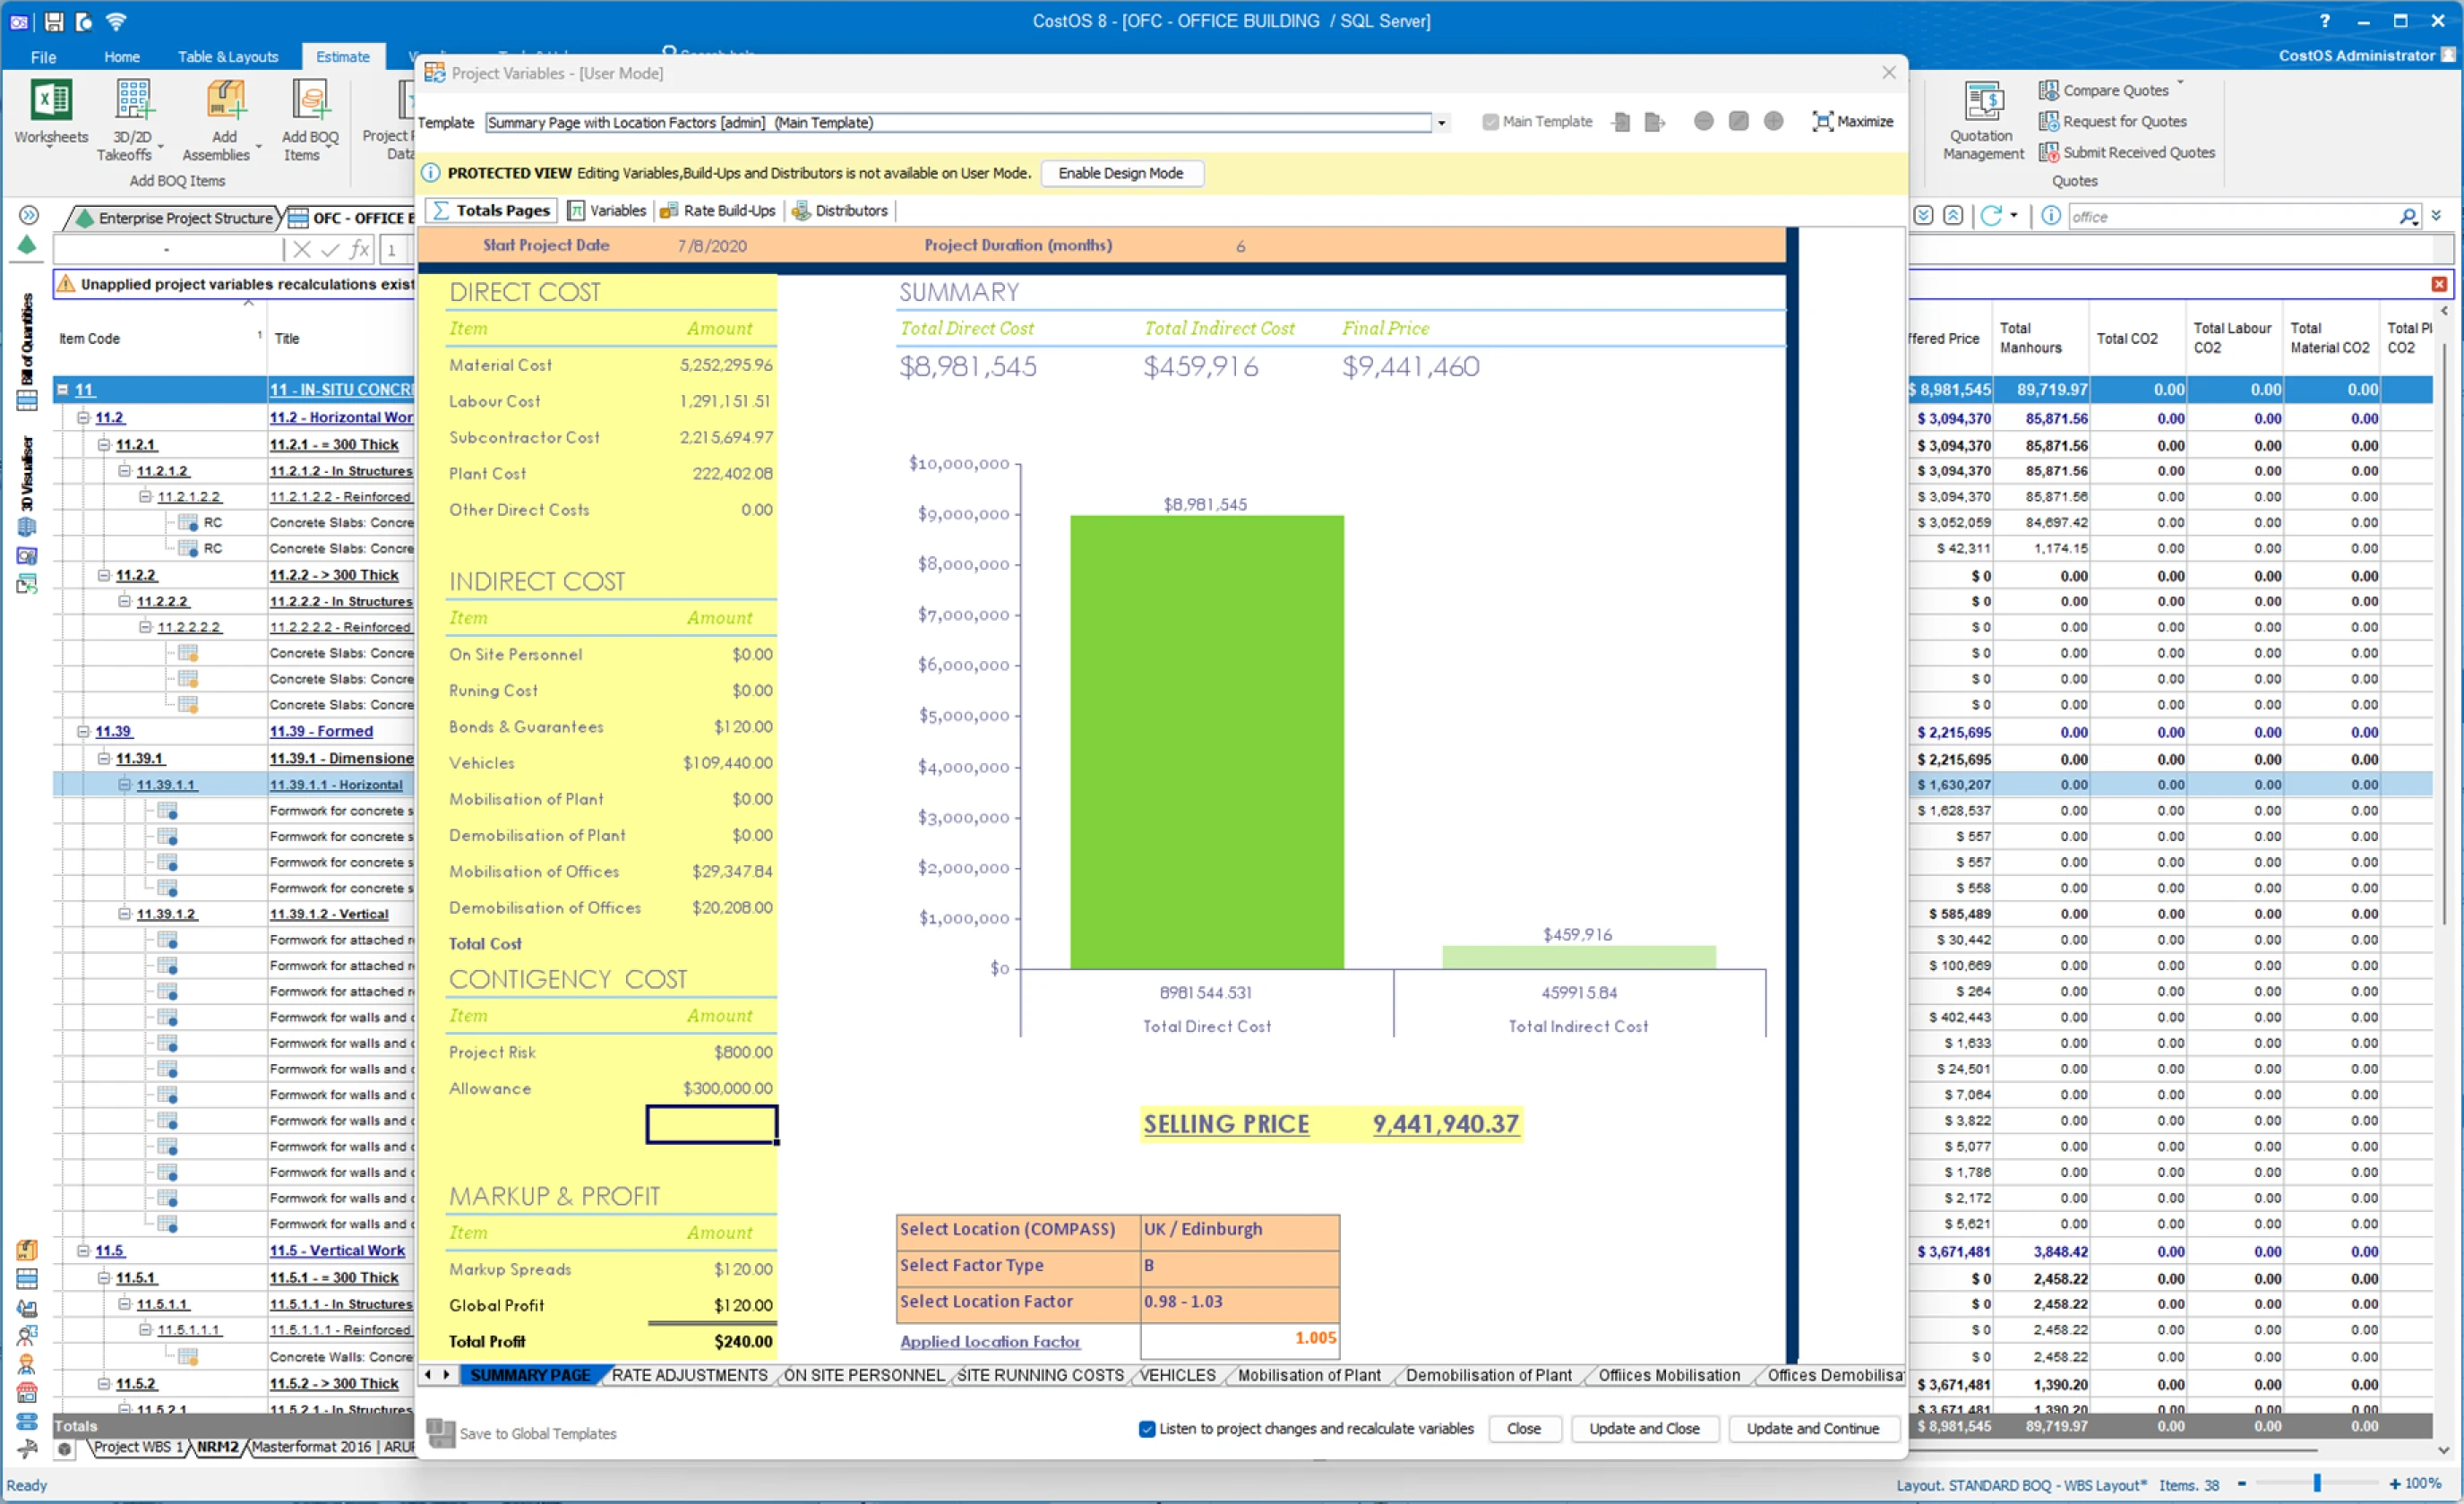 CostOS 8 - [OFC - OFFICE BUILDING / SQL Server]
File Home Table & Layouts Estimate
CostOS Administrator
Worksheets
3D/2D Takeoffs
Add Assemblies
Add BOQ Items
Add BOQ Items
Quotation Management
Compare Quotes
Request for Quotes
Submit Received Quotes
Quotes
Project Variables - [User Mode]
Template Summary Page with Location Factors [admin] (Main Template)
Main Template
Maximize
PROTECTED VIEW Editing Variables,Build-Ups and Distributors is not available on User Mode. Enable Design Mode
Totals Pages Variables Rate Build-Ups Distributors
Enterprise Project Structure OFC - OFFICE
office
- fx 1
Unapplied project variables recalculations exist
Bill of Quantities
3D Visualiser
Item Code 1 Title
11 11 - IN-SITU CONCR
11.2 11.2 - Horizontal Wor
11.2.1 11.2.1 - = 300 Thick
11.2.1.2 11.2.1.2 - In Structures
11.2.1.2.2 11.2.1.2.2 - Reinforced
RC Concrete Slabs: Concre
RC Concrete Slabs: Concre
11.2.2 11.2.2 - > 300 Thick
11.2.2.2 11.2.2.2 - In Structures
11.2.2.2.2 11.2.2.2.2 - Reinforced
Concrete Slabs: Concre
Concrete Slabs: Concre
Concrete Slabs: Concre
11.39 11.39 - Formed
11.39.1 11.39.1 - Dimensione
11.39.1.1 11.39.1.1 - Horizontal
Formwork for concrete s
Formwork for concrete s
Formwork for concrete s
Formwork for concrete s
11.39.1.2 11.39.1.2 - Vertical
Formwork for attached r
Formwork for attached r
Formwork for attached r
Formwork for walls and c
Formwork for walls and c
Formwork for walls and c
Formwork for walls and c
Formwork for walls and c
Formwork for walls and c
Formwork for walls and c
Formwork for walls and c
Formwork for walls and c
11.5 11.5 - Vertical Work
11.5.1 11.5.1 - = 300 Thick
11.5.1.1 11.5.1.1 - In Structures
11.5.1.1.1 11.5.1.1.1 - Reinforced
Concrete Walls: Concre
11.5.2 11.5.2 - > 300 Thick
11.5.2.1 11.5.2.1 - In Structures
Totals
Project WBS 1 NRM2 Masterformat 2016 ARUP
Ready
Start Project Date 7/8/2020 Project Duration (months) 6
DIRECT COST
Item Amount
Material Cost 5,252,295.96
Labour Cost 1,291,151.51
Subcontractor Cost 2,215,694.97
Plant Cost 222,402.08
Other Direct Costs 0.00
INDIRECT COST
Item Amount
On Site Personnel $0.00
Runing Cost $0.00
Bonds & Guarantees $120.00
Vehicles $109,440.00
Mobilisation of Plant $0.00
Demobilisation of Plant $0.00
Mobilisation of Offices $29,347.84
Demobilisation of Offices $20,208.00
Total Cost
CONTIGENCY COST
Item Amount
Project Risk $800.00
Allowance $300,000.00
MARKUP & PROFIT
Item Amount
Markup Spreads $120.00
Global Profit $120.00
Total Profit $240.00
SUMMARY
Total Direct Cost Total Indirect Cost Final Price
$8,981,545 $459,916 $9,441,460
$10,000,000
$9,000,000
$8,000,000
$7,000,000
$6,000,000
$5,000,000
$4,000,000
$3,000,000
$2,000,000
$1,000,000
$0
$8,981,545
$459,916
8981544.531 459915.84
Total Direct Cost Total Indirect Cost
SELLING PRICE 9,441,940.37
Select Location (COMPASS) UK / Edinburgh
Select Factor Type B
Select Location Factor 0.98 - 1.03
Applied Location Factor 1.005
SUMMARY PAGE RATE ADJUSTMENTS ON SITE PERSONNEL SITE RUNNING COSTS VEHICLES Mobilisation of Plant Demobilisation of Plant Offiices Mobilisation Offices Demobilisa
Save to Global Templates
Listen to project changes and recalculate variables Close Update and Close Update and Continue
ffered Price Total Manhours Total CO2 Total Labour CO2 Total Material CO2 Total Pl CO2
$ 8,981,545 89,719.97 0.00 0.00 0.00
$ 3,094,370 85,871.56 0.00 0.00 0.00
$ 3,094,370 85,871.56 0.00 0.00 0.00
$ 3,094,370 85,871.56 0.00 0.00 0.00
$ 3,094,370 85,871.56 0.00 0.00 0.00
$ 3,052,059 84,697.42 0.00 0.00 0.00
$ 42,311 1,174.15 0.00 0.00 0.00
$ 0 0.00 0.00 0.00 0.00
$ 0 0.00 0.00 0.00 0.00
$ 0 0.00 0.00 0.00 0.00
$ 0 0.00 0.00 0.00 0.00
$ 0 0.00 0.00 0.00 0.00
$ 0 0.00 0.00 0.00 0.00
$ 2,215,695 0.00 0.00 0.00 0.00
$ 2,215,695 0.00 0.00 0.00 0.00
$ 1,630,207 0.00 0.00 0.00 0.00
$ 1,628,537 0.00 0.00 0.00 0.00
$ 557 0.00 0.00 0.00 0.00
$ 557 0.00 0.00 0.00 0.00
$ 558 0.00 0.00 0.00 0.00
$ 585,489 0.00 0.00 0.00 0.00
$ 30,442 0.00 0.00 0.00 0.00
$ 100,669 0.00 0.00 0.00 0.00
$ 264 0.00 0.00 0.00 0.00
$ 402,443 0.00 0.00 0.00 0.00
$ 1,633 0.00 0.00 0.00 0.00
$ 24,501 0.00 0.00 0.00 0.00
$ 7,064 0.00 0.00 0.00 0.00
$ 3,822 0.00 0.00 0.00 0.00
$ 5,077 0.00 0.00 0.00 0.00
$ 1,786 0.00 0.00 0.00 0.00
$ 2,172 0.00 0.00 0.00 0.00
$ 5,621 0.00 0.00 0.00 0.00
$ 3,671,481 3,848.42 0.00 0.00 0.00
$ 0 2,458.22 0.00 0.00 0.00
$ 0 2,458.22 0.00 0.00 0.00
$ 0 2,458.22 0.00 0.00 0.00
$ 0 2,458.22 0.00 0.00 0.00
$ 3,671,481 1,390.20 0.00 0.00 0.00
$ 3,671,481 1,390.20 0.00 0.00 0.00
$ 8,981,545 89,719.97 0.00 0.00 0.00
Layout. STANDARD BOQ - WBS Layout* Items. 38 - + 100%